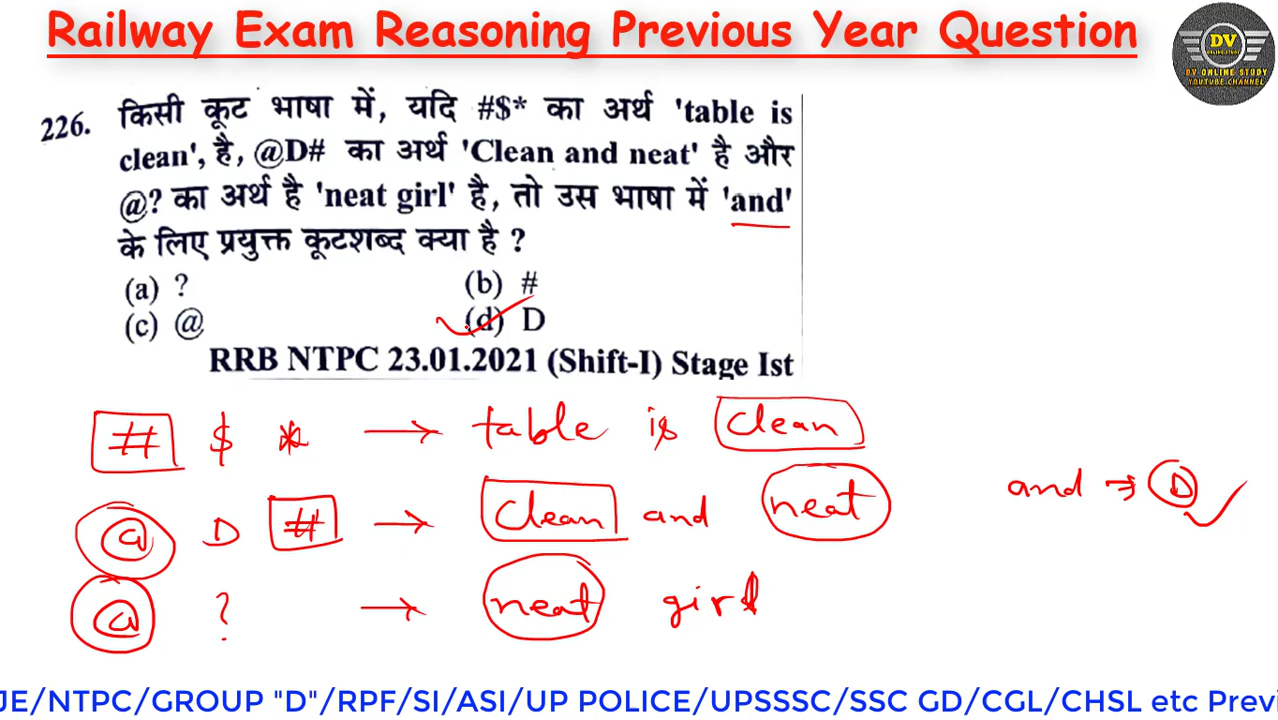 Railway Exam Reasoning Previous Year Question
DV
ONLINE STUDY
DV ONLINE STUDY
YOUTUBE CHANNEL
226. किसी कूट भाषा में, यदि #$* का अर्थ 'table is
clean', है, @D# का अर्थ 'Clean and neat' है और
@? का अर्थ है 'neat girl' है, तो उस भाषा में 'and'
के लिए प्रयुक्त कूटशब्द क्या है ?
(a) ? (b) #
(c) @ (d) D
RRB NTPC 23.01.2021 (Shift-I) Stage Ist
# $ * → table is clean
@ D # → clean and neat
@ ? → neat girl
and ⇒ D
JE/NTPC/GROUP "D"/RPF/SI/ASI/UP POLICE/UPSSSC/SSC GD/CGL/CHSL etc Previ